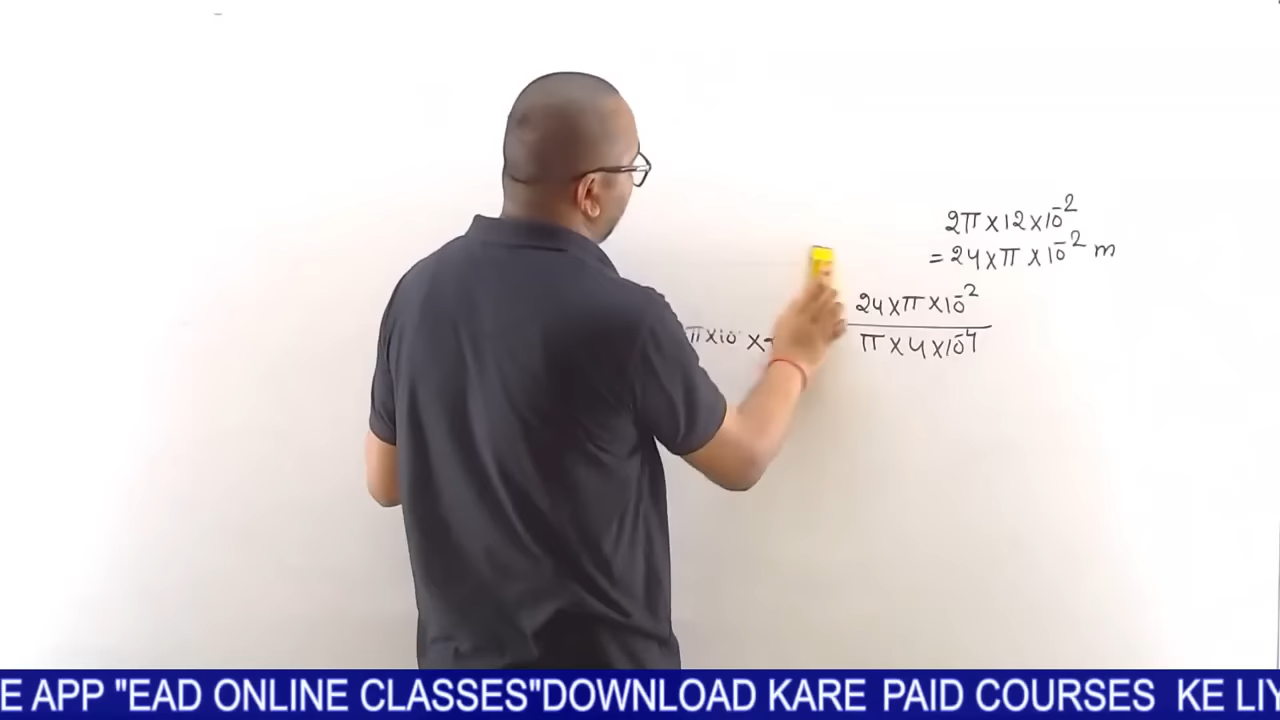 2π×12×10⁻²
= 24×π×10⁻² m
24×π×10⁻²
π×10 ×
π×4×10⁻⁴
E APP "EAD ONLINE CLASSES"DOWNLOAD KARE PAID COURSES KE LIY